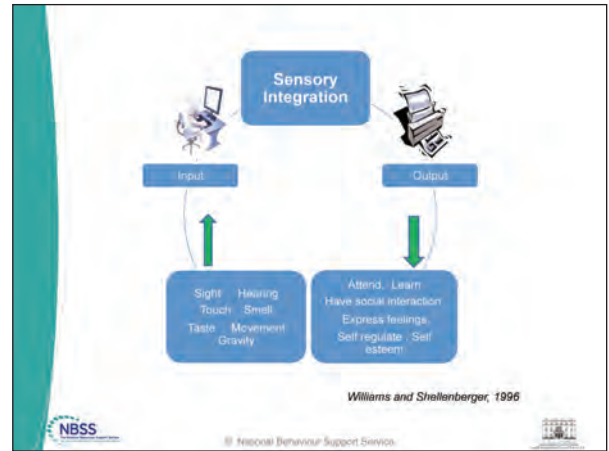 Sensory
Integration
Input
Output
Sight Hearing
Touch Smell
Taste Movement
Gravity
Attend, Learn
Have social interaction
Express feelings,
Self regulate , Self
esteem
Williams and Shellenberger, 1996
NBSS
© National Behaviour Support Service